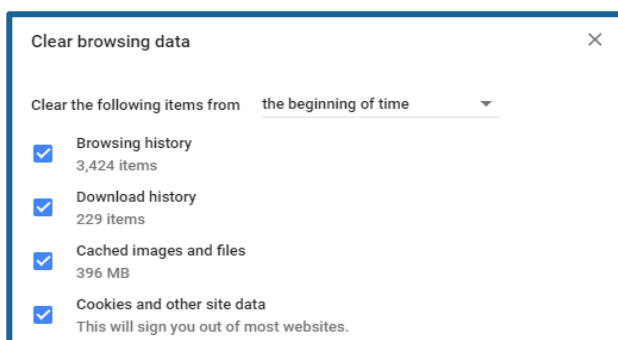 Clear browsing data
Clear the following items from the beginning of time
Browsing history
3,424 items
Download history
229 items
Cached images and files
396 MB
Cookies and other site data
This will sign you out of most websites.